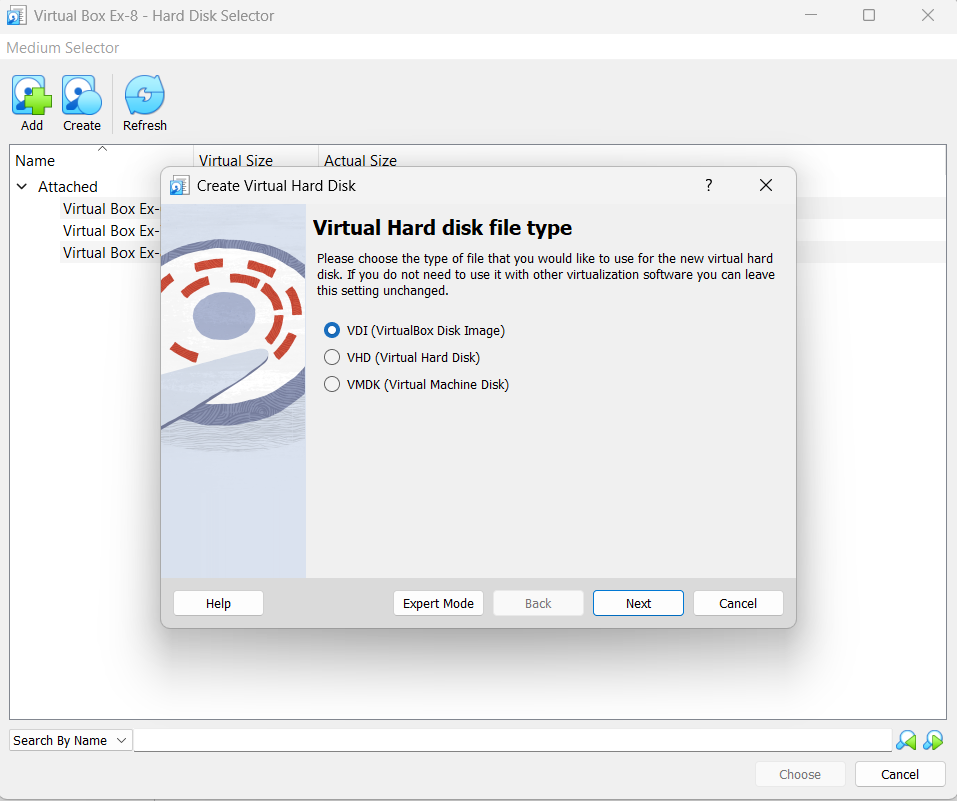 Virtual Box Ex-8 - Hard Disk Selector
Medium Selector
Add Create Refresh
Name Virtual Size Actual Size
Attached
Virtual Box Ex-
Virtual Box Ex-
Virtual Box Ex-
Create Virtual Hard Disk ?
Virtual Hard disk file type
Please choose the type of file that you would like to use for the new virtual hard
disk. If you do not need to use it with other virtualization software you can leave
this setting unchanged.
VDI (VirtualBox Disk Image)
VHD (Virtual Hard Disk)
VMDK (Virtual Machine Disk)
Help Expert Mode Back Next Cancel
Search By Name
Choose Cancel